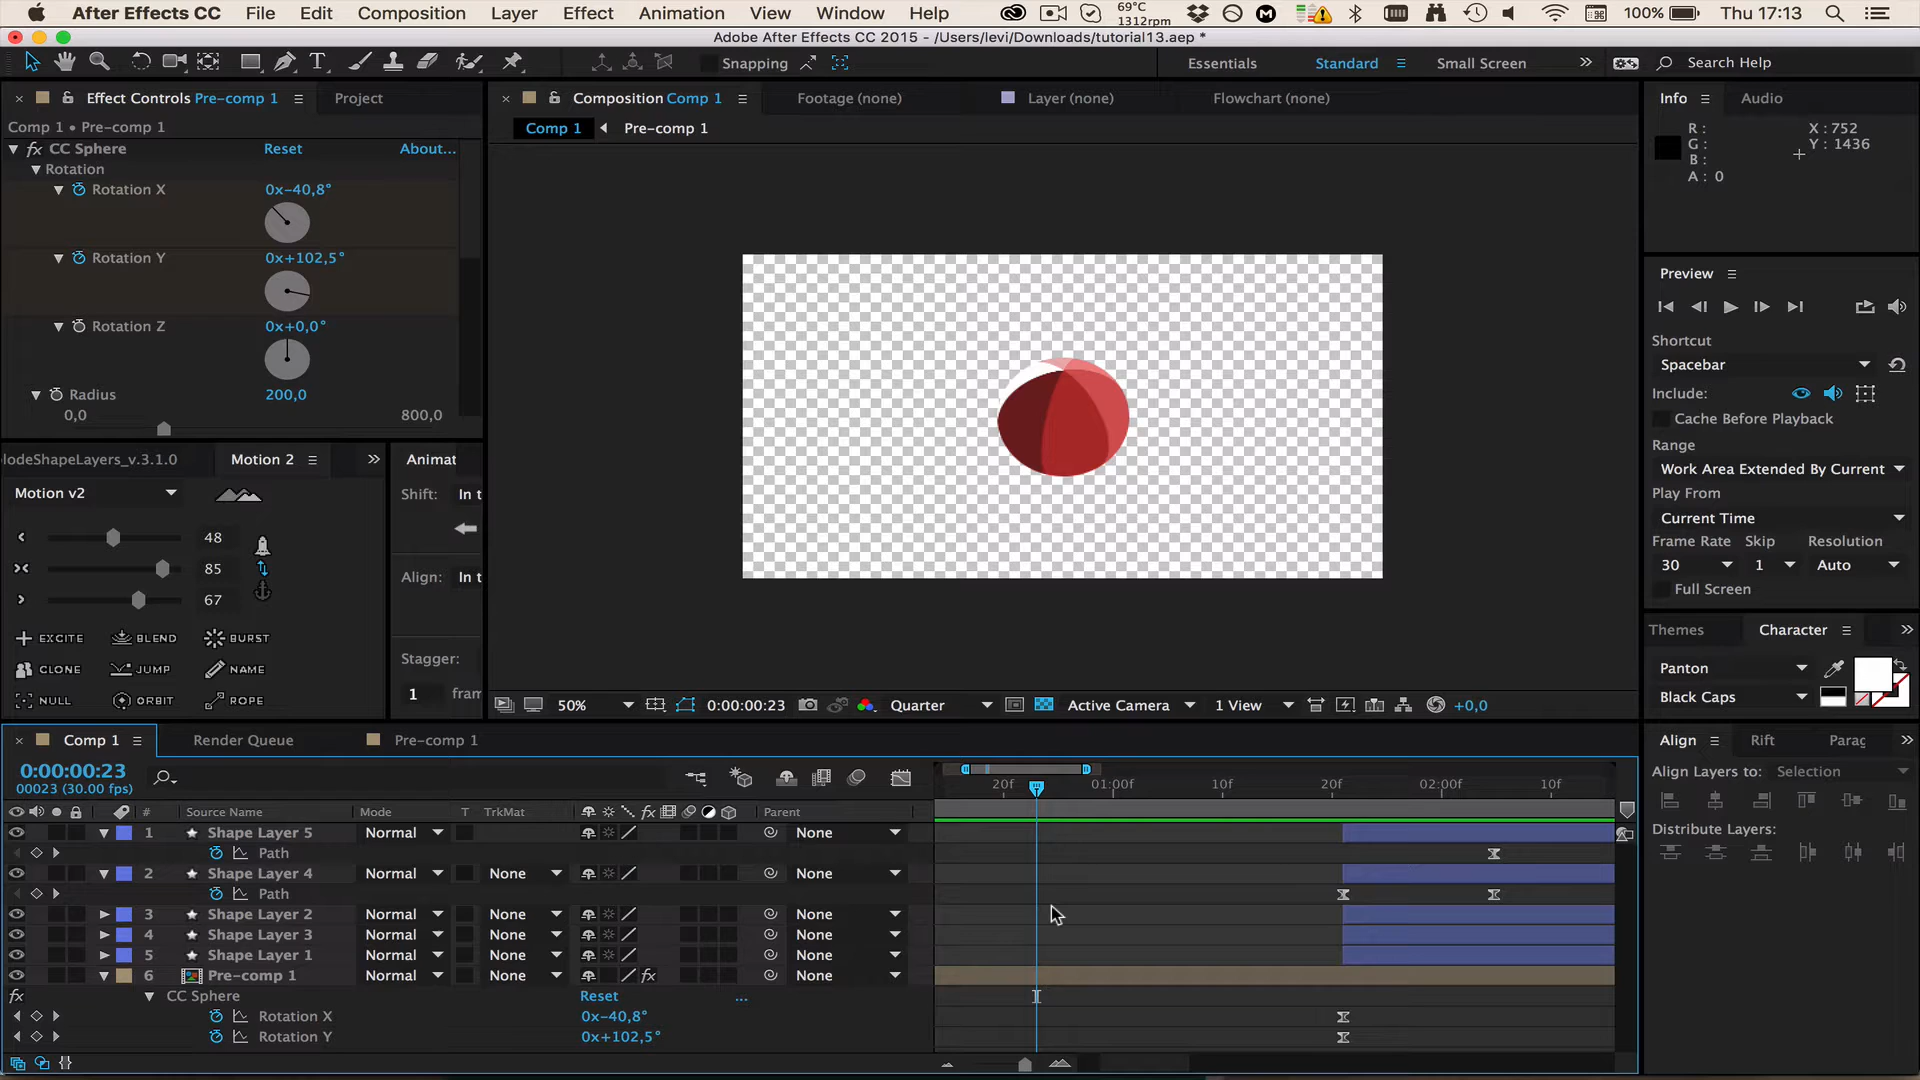 After Effects CC File Edit Composition Layer Effect Animation View Window Help 69°C 1312rpm 100% Thu 17:13
Adobe After Effects CC 2015 - /Users/levi/Downloads/tutorial13.aep *
Snapping Essentials Standard Small Screen Search Help
Effect Controls Pre-comp 1 Project
Comp 1 • Pre-comp 1
fx CC Sphere Reset About...
Rotation
Rotation X 0x-40,8°
Rotation Y 0x+102,5°
Rotation Z 0x+0,0°
Radius 200,0
0,0 800,0
lodeShapeLayers_v.3.1.0 Motion 2
Motion v2
48
85
67
EXCITE BLEND BURST
CLONE JUMP NAME
NULL ORBIT ROPE
Animat
Shift: In t
Align: In t
Stagger:
1 fram
Composition Comp 1 Footage (none) Layer (none) Flowchart (none)
Comp 1 Pre-comp 1
50% 0:00:00:23 Quarter Active Camera 1 View +0,0
Info Audio
R: X : 752
G: Y : 1436
B:
A: 0
Preview
Shortcut
Spacebar
Include:
Cache Before Playback
Range
Work Area Extended By Current
Play From
Current Time
Frame Rate Skip Resolution
30 1 Auto
Full Screen
Themes Character
Panton
Black Caps
Align Rift Parag
Align Layers to: Selection
Distribute Layers:
Comp 1 Render Queue Pre-comp 1
0:00:00:23
00023 (30.00 fps)
20f 01:00f 10f 20f 02:00f 10f
# Source Name Mode T TrkMat fx Parent
1 Shape Layer 5 Normal None
Path
2 Shape Layer 4 Normal None None
Path
3 Shape Layer 2 Normal None None
4 Shape Layer 3 Normal None None
5 Shape Layer 1 Normal None None
6 Pre-comp 1 Normal None fx None
fx CC Sphere Reset ...
Rotation X 0x-40,8°
Rotation Y 0x+102,5°